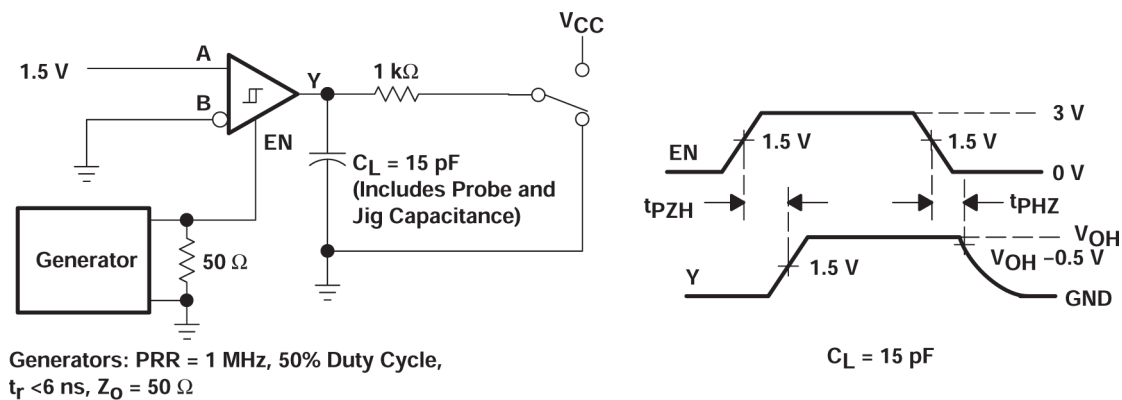 V_CC
A
1.5 V
Y
1 kΩ
B
EN
C_L = 15 pF
(Includes Probe and
Jig Capacitance)
Generator
50 Ω
Generators: PRR = 1 MHz, 50% Duty Cycle,
t_r <6 ns, Z_o = 50 Ω
3 V
EN
1.5 V
1.5 V
0 V
t_PZH
t_PHZ
V_OH
V_OH –0.5 V
Y
1.5 V
GND
C_L = 15 pF